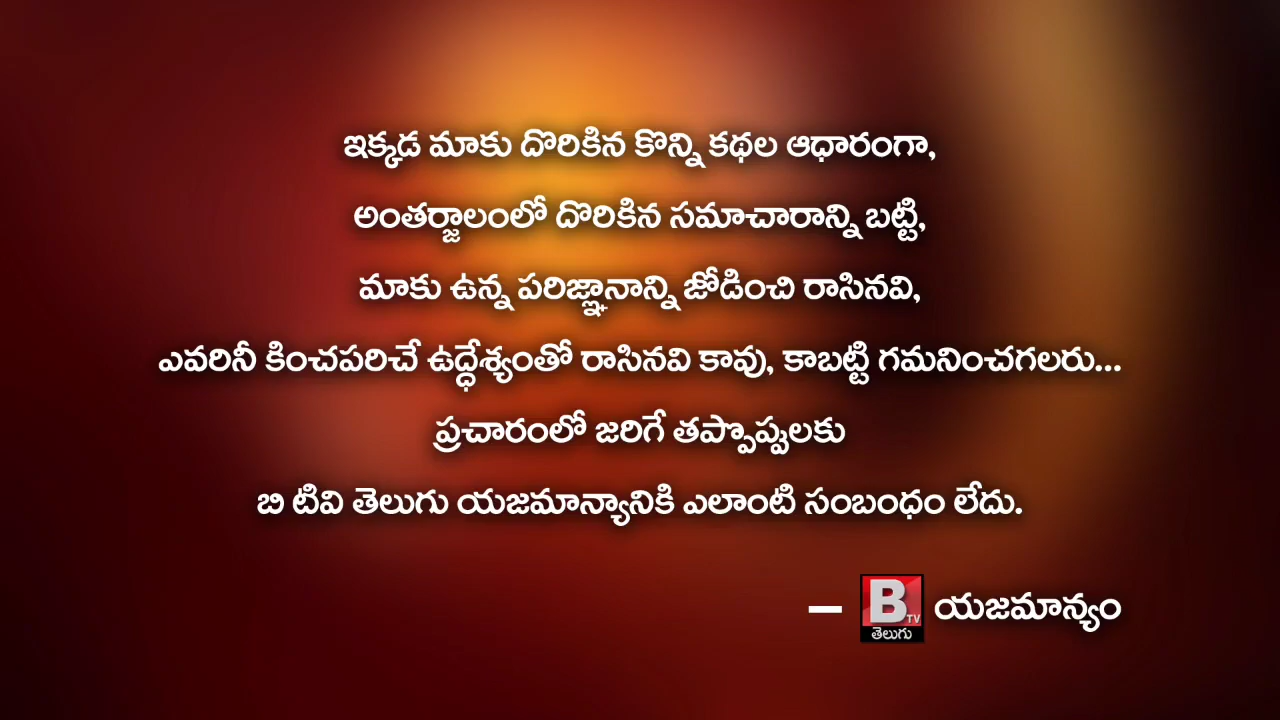 ఇక్కడ మాకు దొరికిన కొన్ని కథల ఆధారంగా,
అంతర్జాలంలో దొరికిన సమాచారాన్ని బట్టి,
మాకు ఉన్న పరిజ్ఞానాన్ని జోడించి రాసినవి,
ఎవరినీ కించపరిచే ఉద్ధేశ్యంతో రాసినవి కావు, కాబట్టి గమనించగలరు...
ప్రచారంలో జరిగే తప్పొప్పులకు
బి టివి తెలుగు యజమాన్యానికి ఎలాంటి సంబంధం లేదు.
– B TV తెలుగు యజమాన్యం